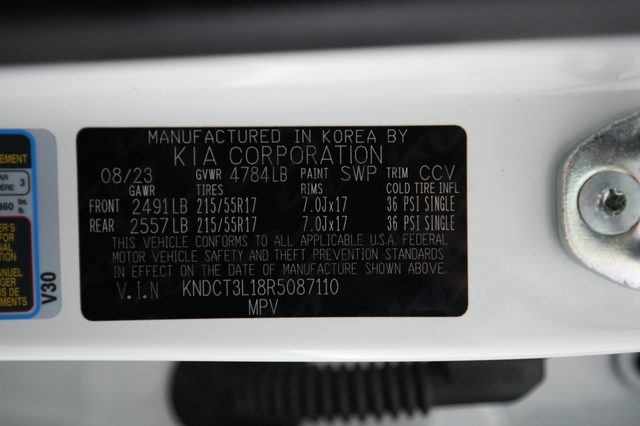 MANUFACTURED IN KOREA BY
KIA CORPORATION
08/23 GVWR 4784LB PAINT SWP TRIM CCV
GAWR TIRES RIMS COLD TIRE INFL
FRONT 2491LB 215/55R17 7.0Jx17 36 PSI SINGLE
REAR 2557LB 215/55R17 7.0Jx17 36 PSI SINGLE
THIS VEHICLE CONFORMS TO ALL APPLICABLE U.S.A. FEDERAL
MOTOR VEHICLE SAFETY AND THEFT PREVENTION STANDARDS
IN EFFECT ON THE DATE OF MANUFACTURE SHOWN ABOVE.
V.I.N KNDCT3L18R5087110
MPV
V30
3